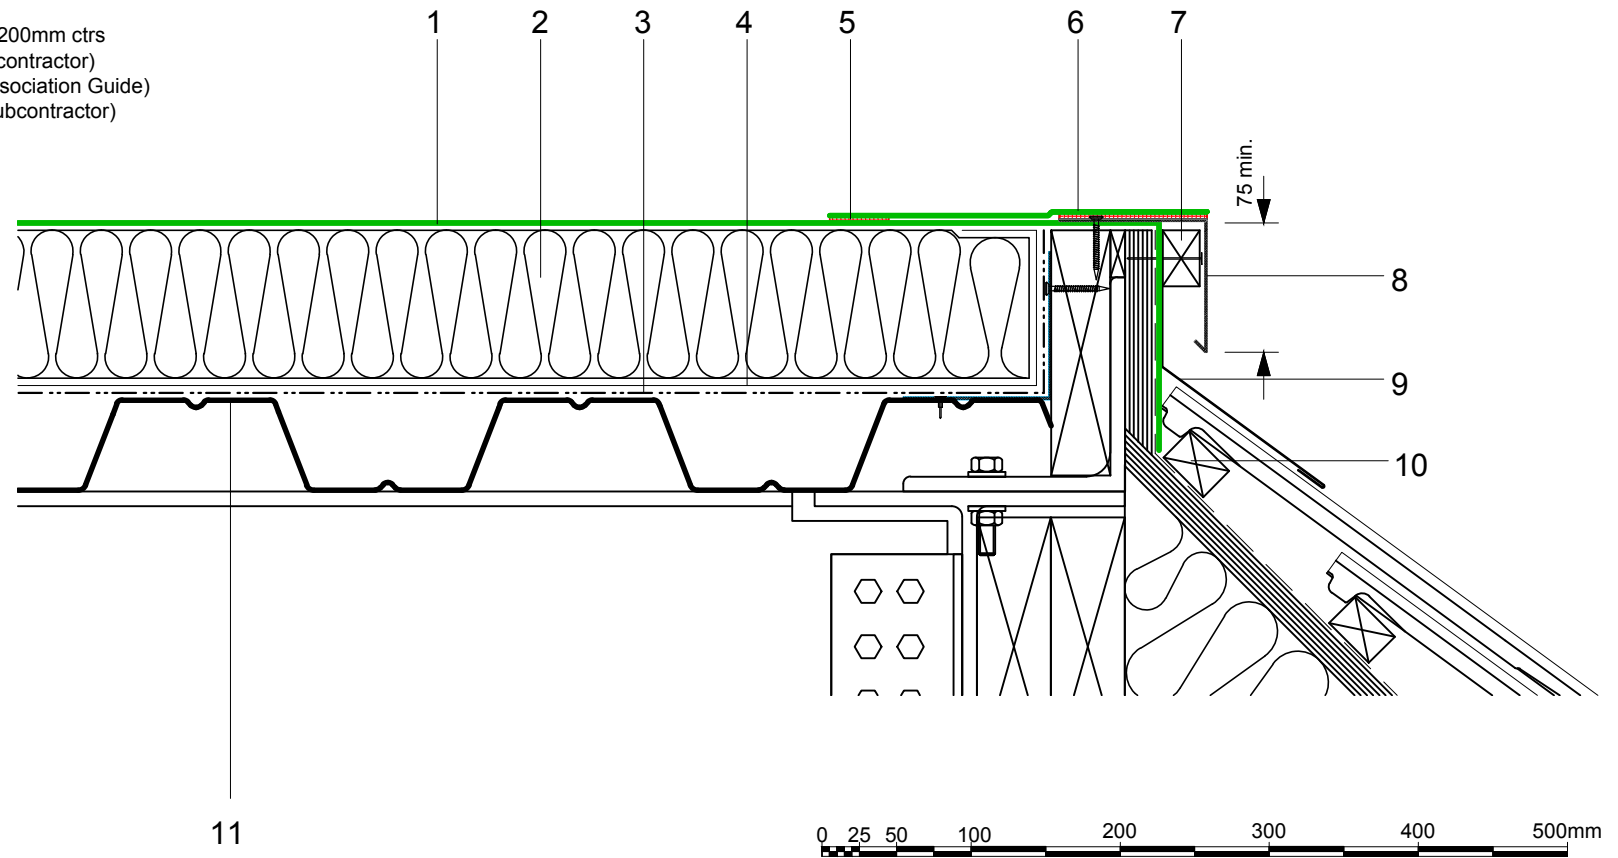 200mm ctrs
contractor)
sociation Guide)
ubcontractor)
1 2 3 4 5 6 7
75 min.
8
9
10
11
0 25 50 100 200 300 400 500mm